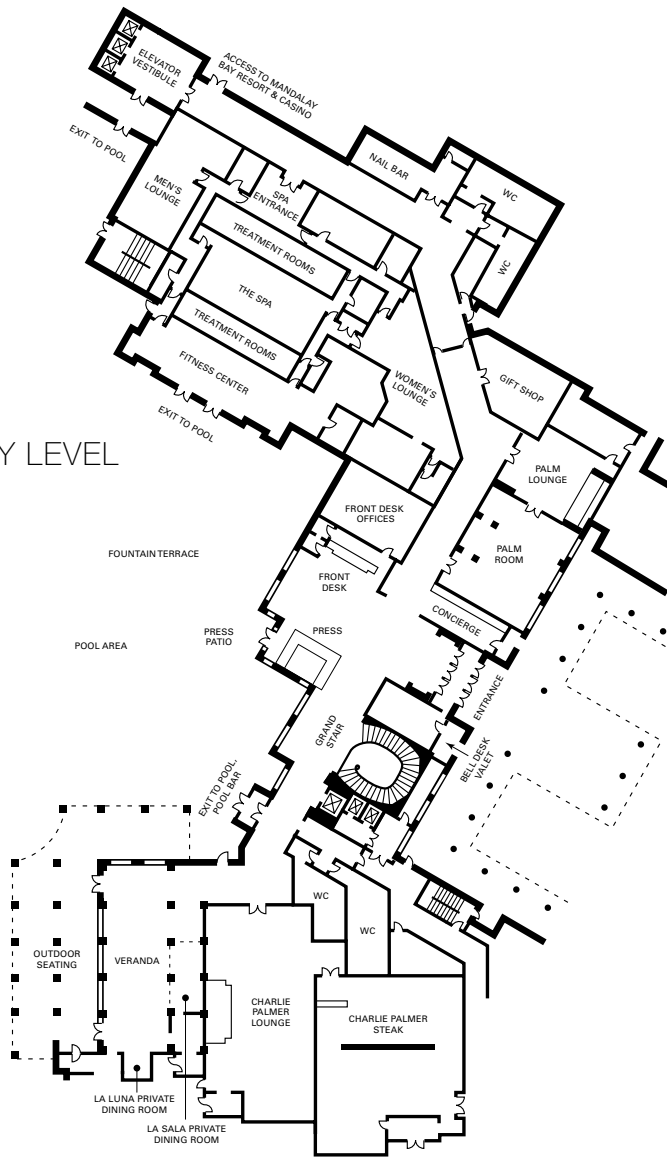 ELEVATOR
VESTIBULE
ACCESS TO MANDALAY
BAY RESORT & CASINO
EXIT TO POOL
MEN'S
LOUNGE
SPA
ENTRANCE
NAIL BAR
WC
WC
TREATMENT ROOMS
THE SPA
TREATMENT ROOMS
FITNESS CENTER
EXIT TO POOL
WOMEN'S
LOUNGE
GIFT SHOP
Y LEVEL
PALM
LOUNGE
FRONT DESK
OFFICES
PALM
ROOM
FOUNTAIN TERRACE
FRONT
DESK
CONCIERGE
POOL AREA
PRESS
PATIO
PRESS
ENTRANCE
GRAND
STAIR
BELL DESK
VALET
EXIT TO POOL,
POOL BAR
WC
WC
OUTDOOR
SEATING
VERANDA
CHARLIE
PALMER
LOUNGE
CHARLIE PALMER
STEAK
LA LUNA PRIVATE
DINING ROOM
LA SALA PRIVATE
DINING ROOM